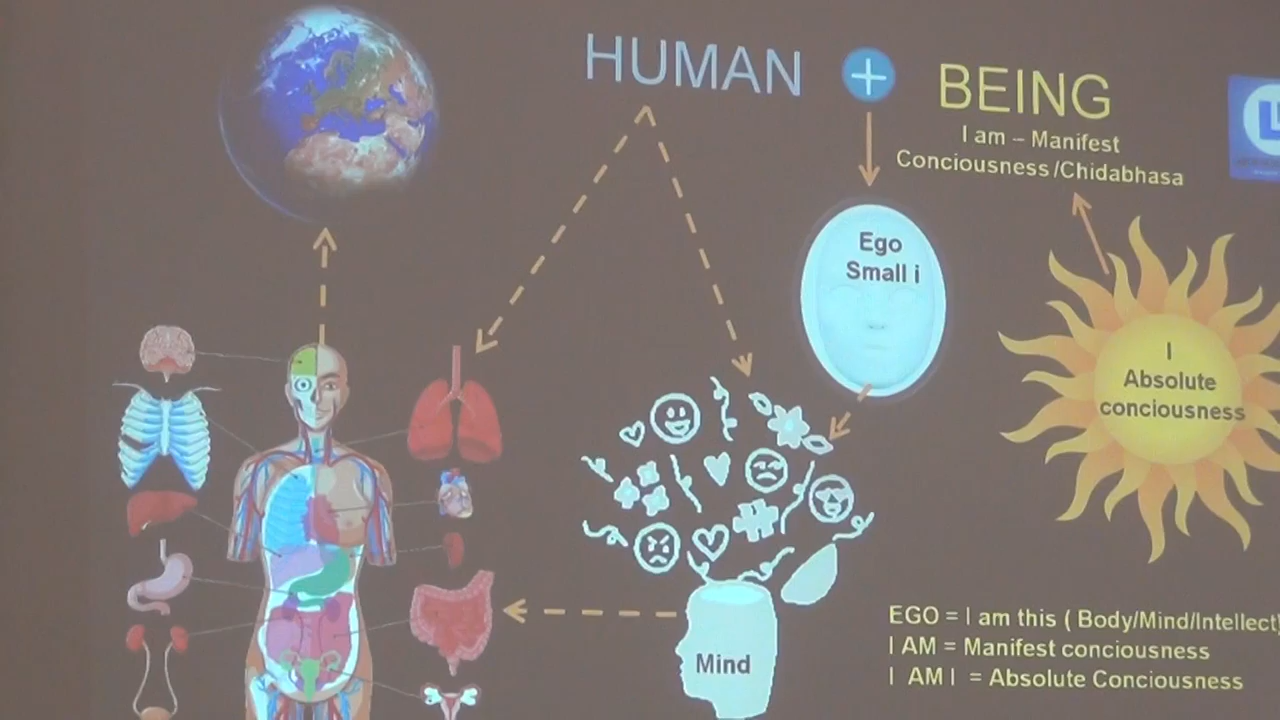 HUMAN + BEING
I am – Manifest
Conciousness /Chidabhasa
Ego
Small i
I
Absolute
conciousness
Mind
EGO = I am this ( Body/Mind/Intellect)
I AM = Manifest conciousness
I AM I = Absolute Conciousness